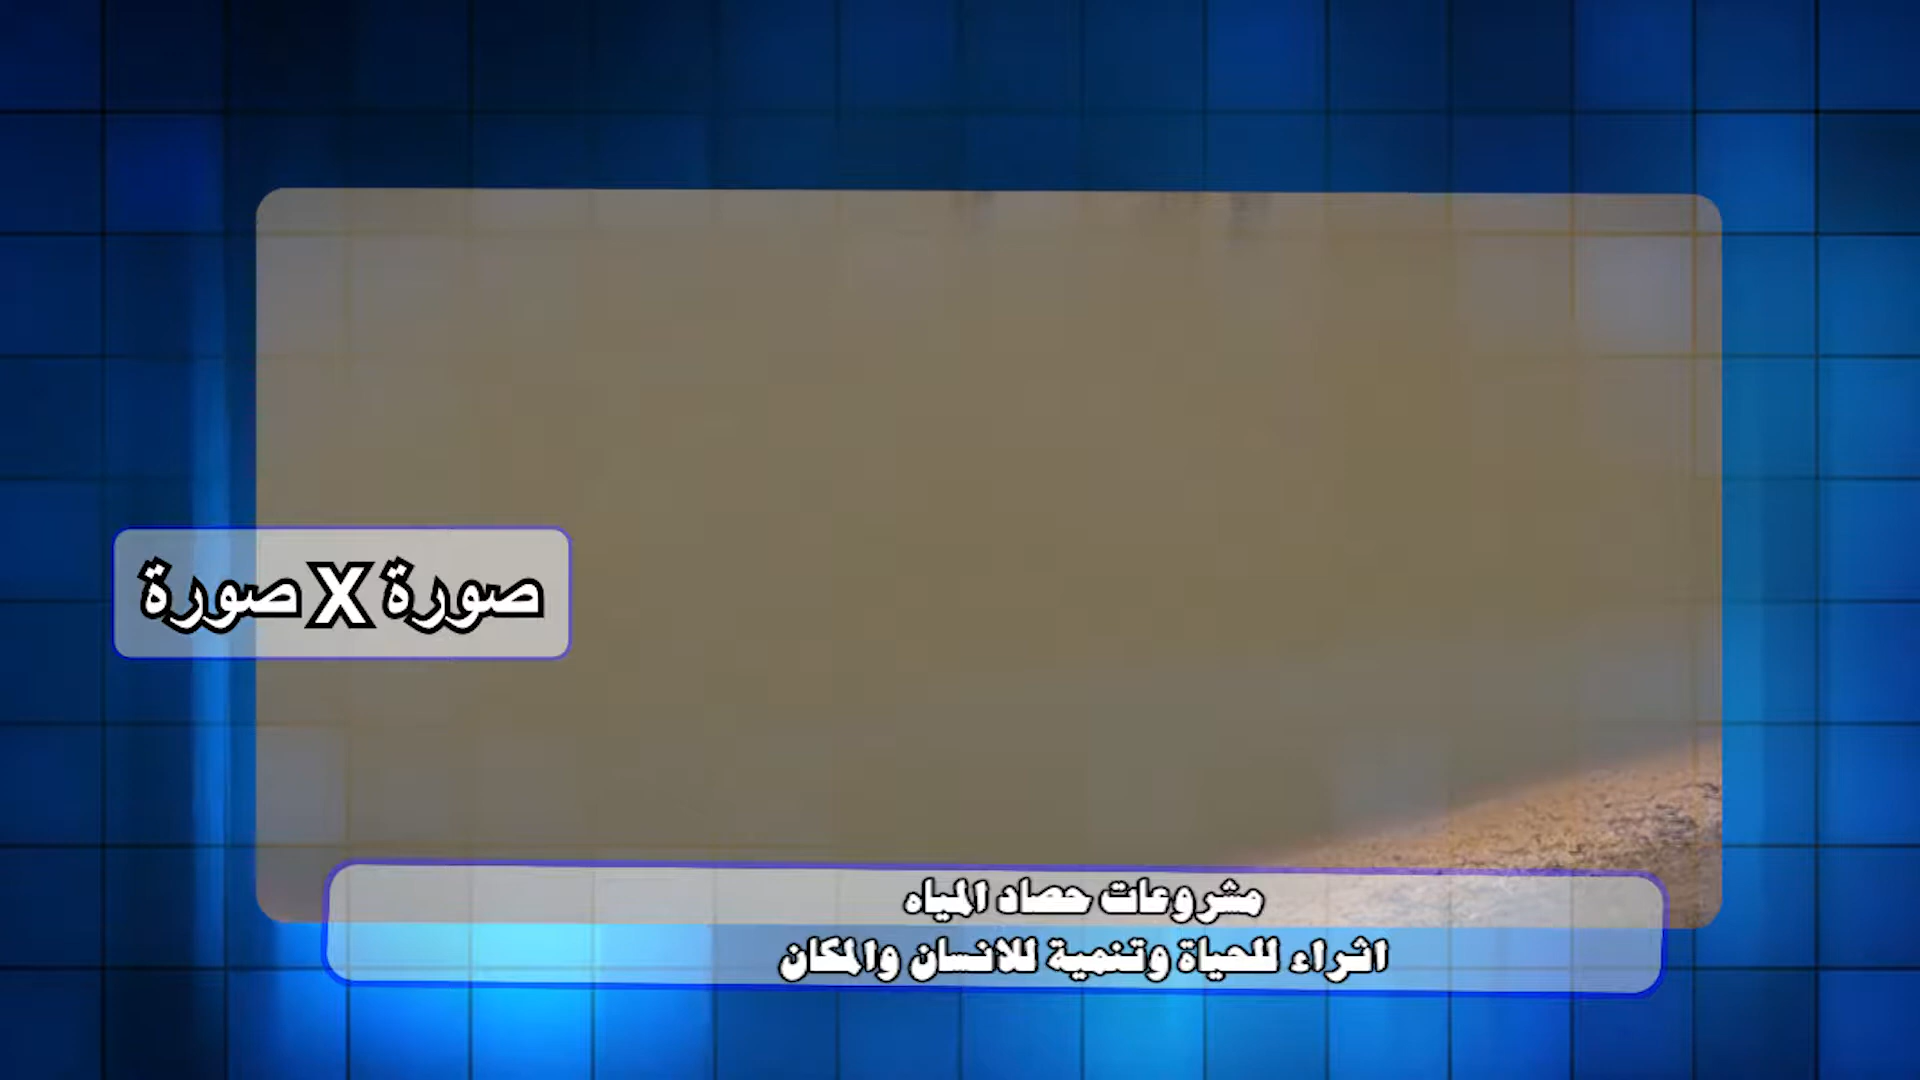 صورة X صورة
مشروعات حصاد المياه
اثراء للحياة وتنمية للانسان والمكان